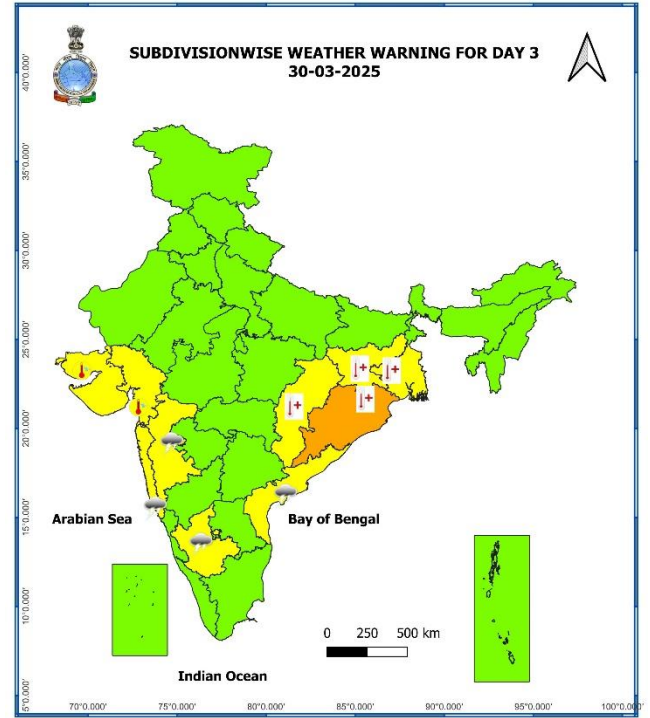 SUBDIVISIONWISE WEATHER WARNING FOR DAY 3
30-03-2025
40°0.000'
35°0.000'
30°0.000'
25°0.000'
20°0.000'
15°0.000'
10°0.000'
5°0.000'
Arabian Sea
Bay of Bengal
0 250 500 km
Indian Ocean
70°0.000' 75°0.000' 80°0.000' 85°0.000' 90°0.000' 95°0.000' 100°0.000'